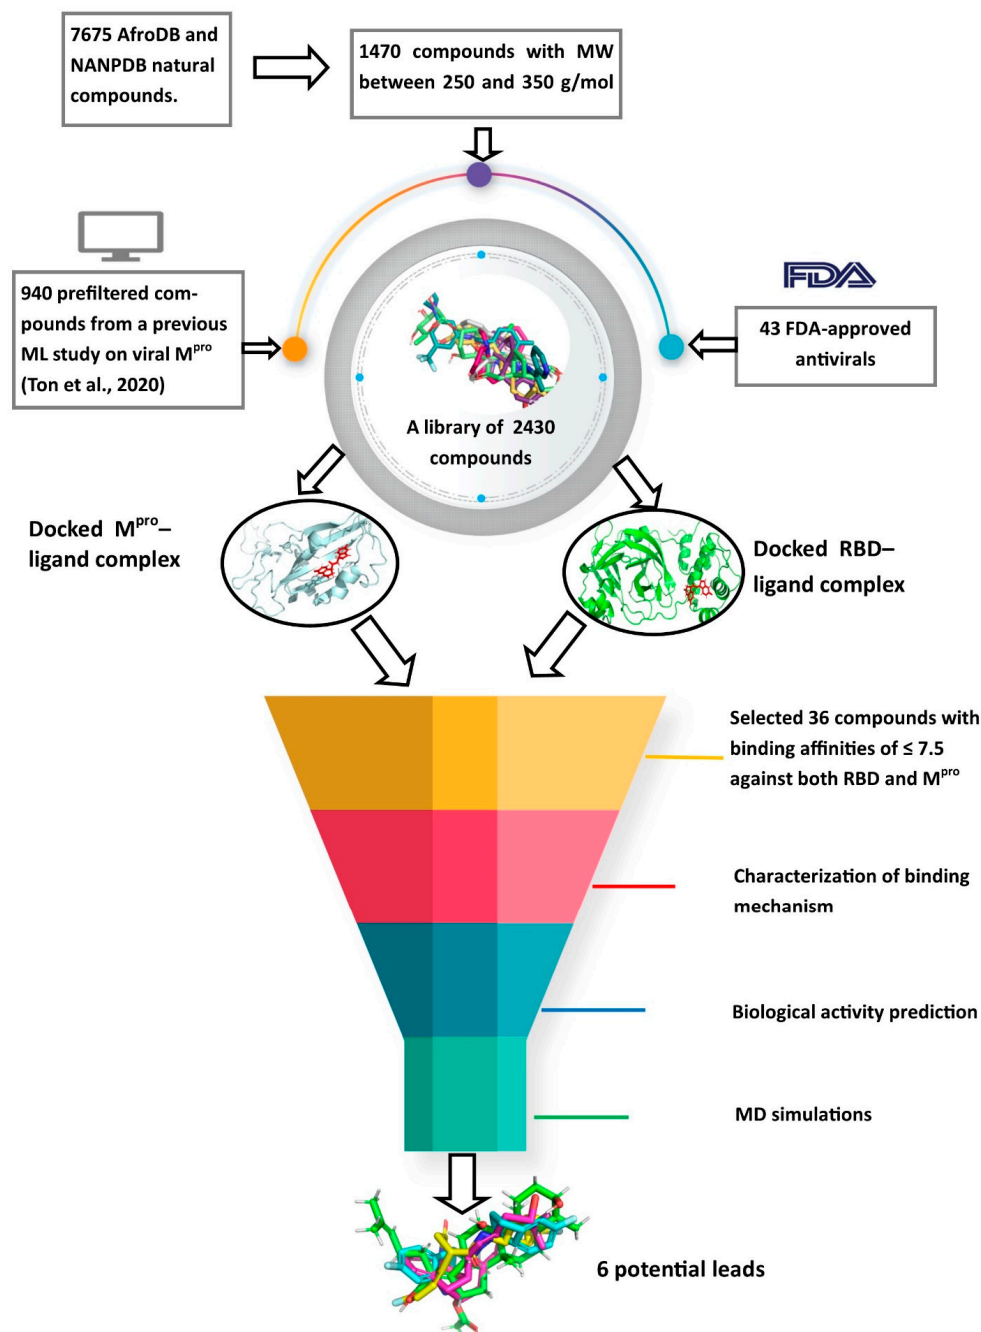 7675 AfroDB and
NANPDB natural
compounds.
1470 compounds with MW
between 250 and 350 g/mol
940 prefiltered com-
pounds from a previous
ML study on viral Mᵖʳᵒ
(Ton et al., 2020)
FDA
43 FDA-approved
antivirals
A library of 2430
compounds
Docked Mᵖʳᵒ–
ligand complex
Docked RBD–
ligand complex
Selected 36 compounds with
binding affinities of ≤ 7.5
against both RBD and Mᵖʳᵒ
Characterization of binding
mechanism
Biological activity prediction
MD simulations
6 potential leads